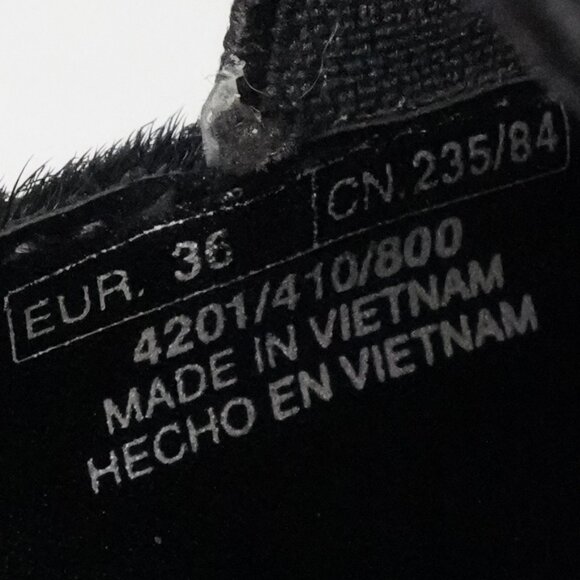 EUR. 36 CN. 235/84
4201/410/800
MADE IN VIETNAM
HECHO EN VIETNAM